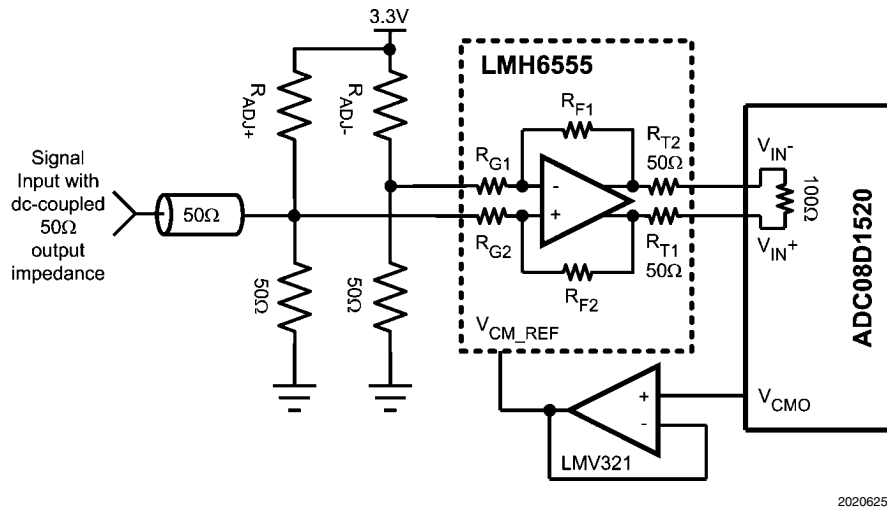 3.3V
LMH6555
RADJ+
RADJ-
RF1
RT2
50Ω
RG1
VIN-
100Ω
Signal
Input with
dc-coupled
50Ω
output
impedance
50Ω
-
+
RG2
RT1
50Ω
VIN+
RF2
50Ω
50Ω
ADC08D1520
VCM_REF
+
-
VCMO
LMV321
2020625